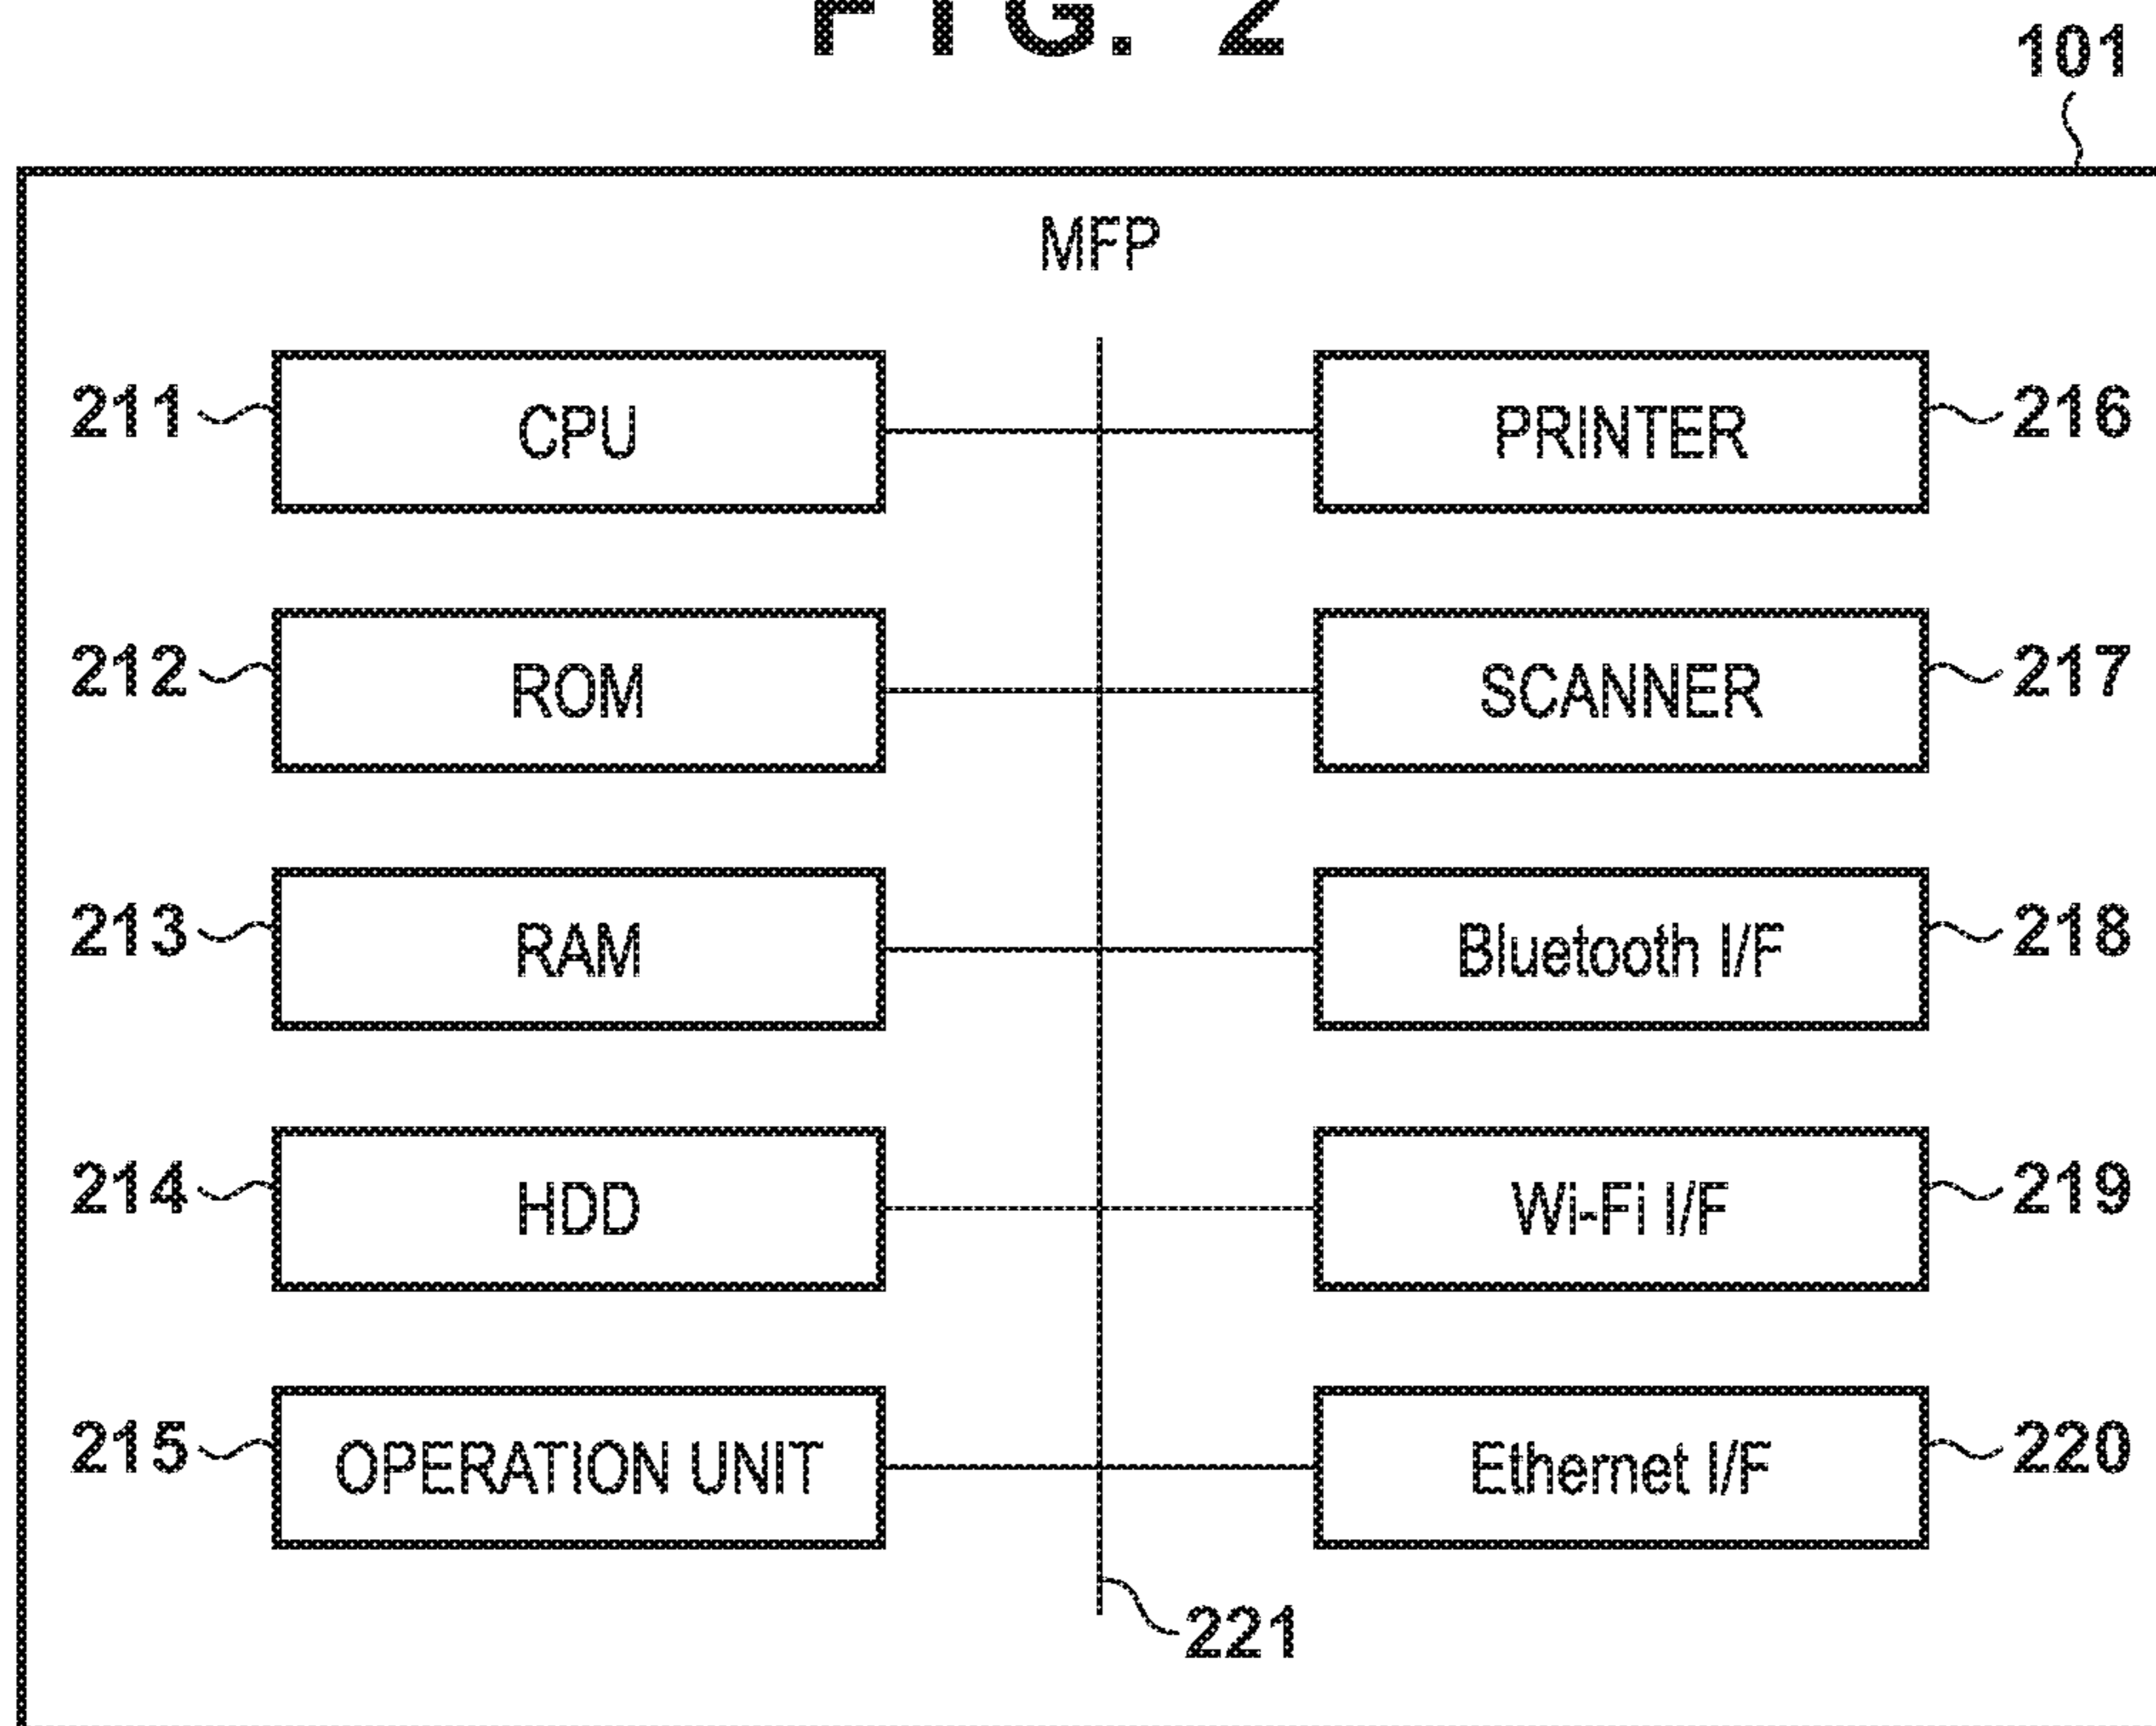 FIG. 2
101
MFP
211 CPU PRINTER 216
212 ROM SCANNER 217
213 RAM Bluetooth I/F 218
214 HDD Wi-Fi I/F 219
215 OPERATION UNIT Ethernet I/F 220
221